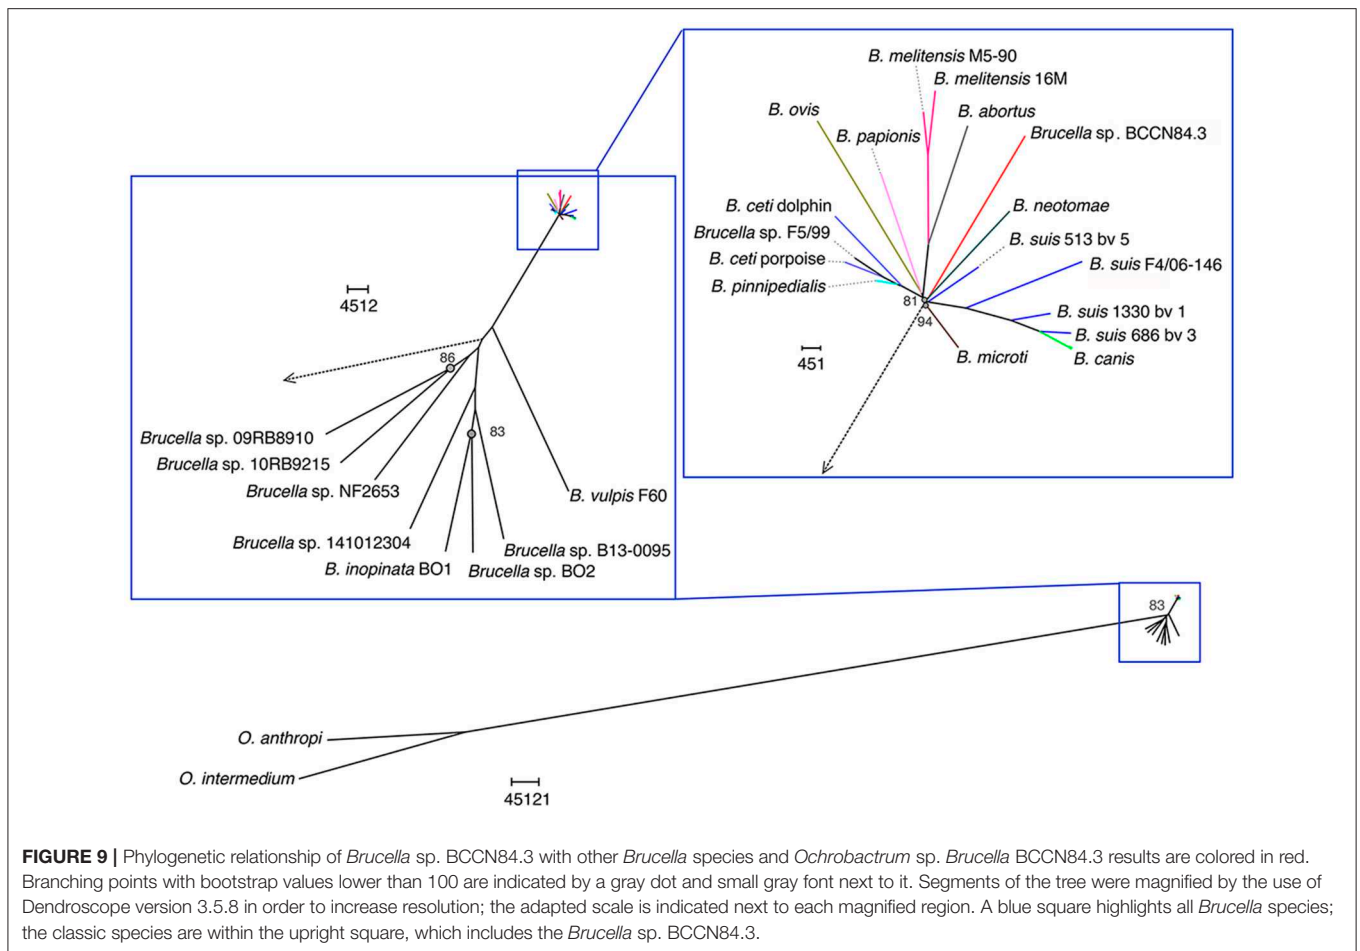 B. melitensis M5-90
B. melitensis 16M
B. ovis
B. abortus
B. papionis
Brucella sp. BCCN84.3
B. ceti dolphin
B. neotomae
Brucella sp. F5/99
B. suis 513 bv 5
B. ceti porpoise
B. suis F4/06-146
B. pinnipedialis
81
94
B. suis 1330 bv 1
B. suis 686 bv 3
B. microti
B. canis
451
4512
86
Brucella sp. 09RB8910
83
Brucella sp. 10RB9215
Brucella sp. NF2653
B. vulpis F60
Brucella sp. 141012304
Brucella sp. B13-0095
B. inopinata BO1
Brucella sp. BO2
83
O. anthropi
O. intermedium
45121
FIGURE 9 | Phylogenetic relationship of Brucella sp. BCCN84.3 with other Brucella species and Ochrobactrum sp. Brucella BCCN84.3 results are colored in red.
Branching points with bootstrap values lower than 100 are indicated by a gray dot and small gray font next to it. Segments of the tree were magnified by the use of
Dendroscope version 3.5.8 in order to increase resolution; the adapted scale is indicated next to each magnified region. A blue square highlights all Brucella species;
the classic species are within the upright square, which includes the Brucella sp. BCCN84.3.